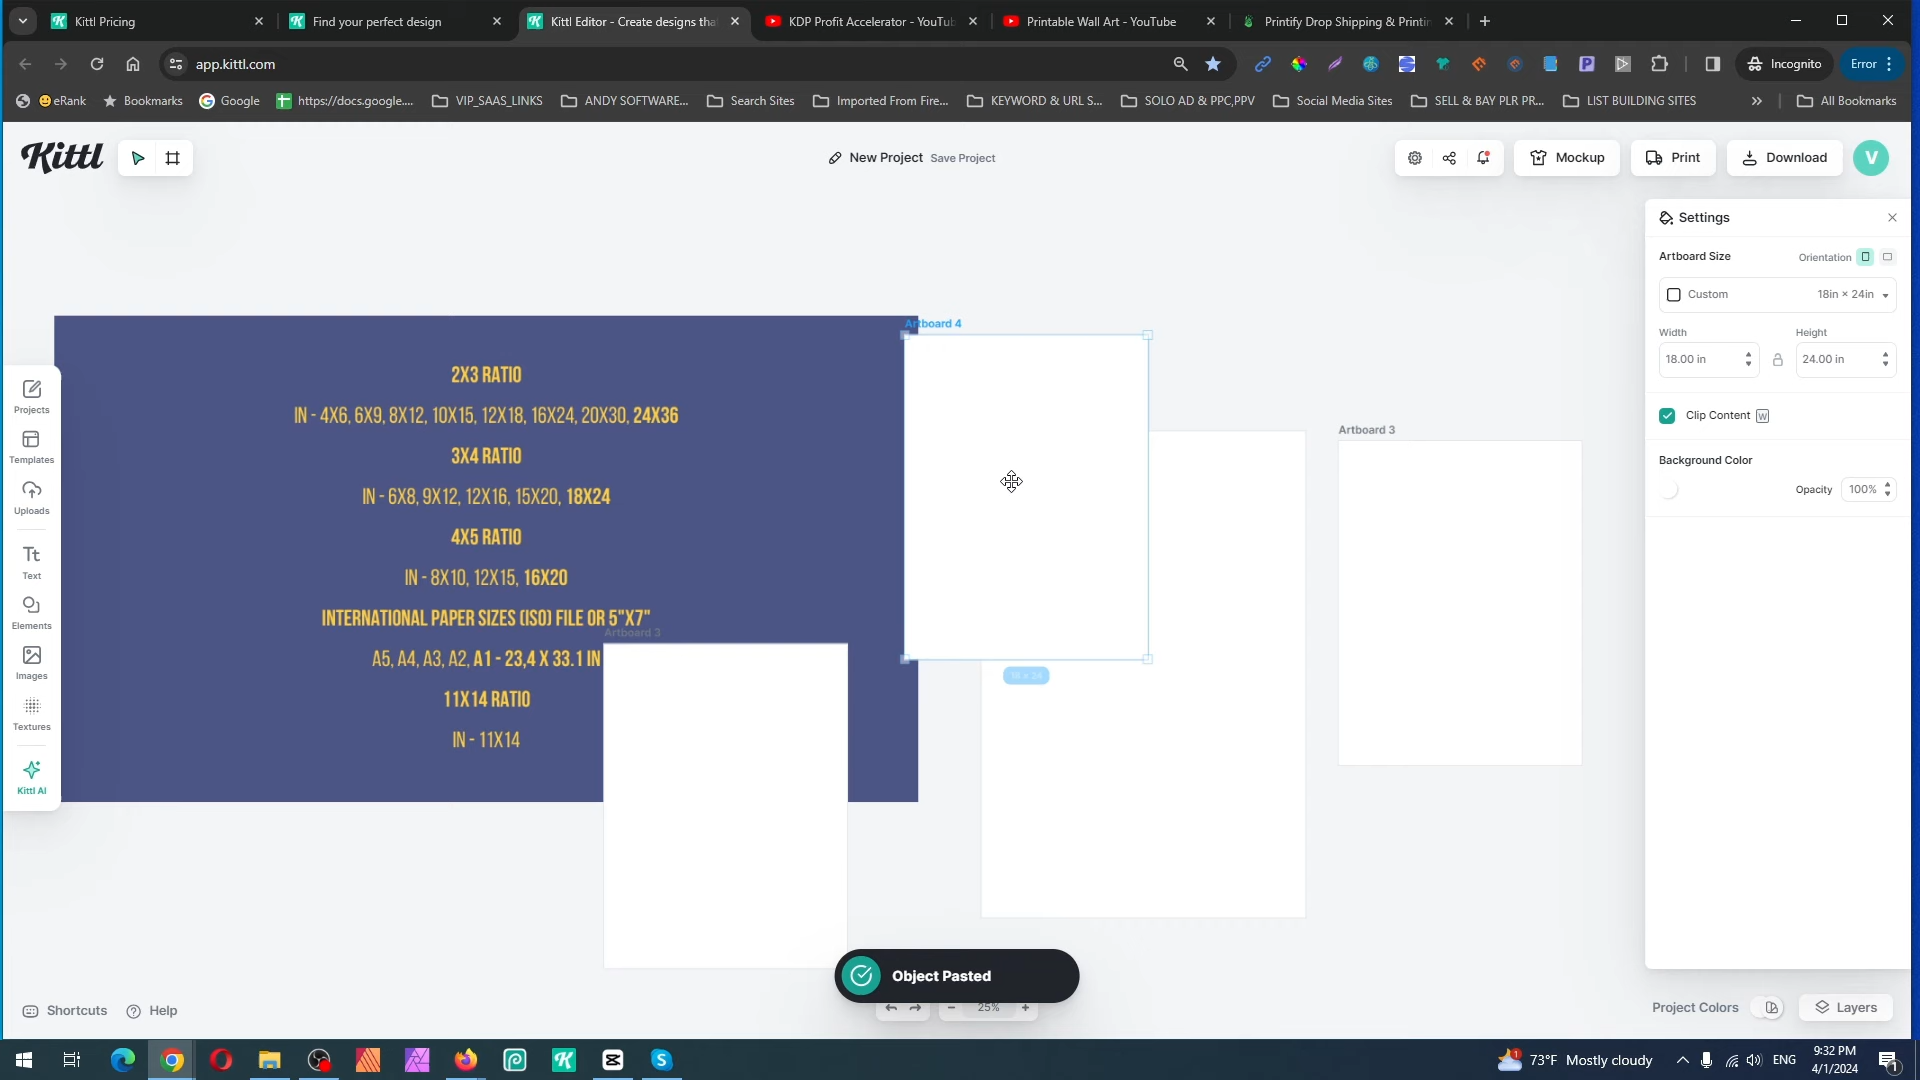 Kittl Pricing
Find your perfect design
Kittl Editor - Create designs tha
KDP Profit Accelerator - YouTub
Printable Wall Art - YouTube
Printify Drop Shipping & Printin
app.kittl.com
Incognito
Error
eRank
Bookmarks
Google
https://docs.google....
VIP_SAAS_LINKS
ANDY SOFTWARE...
Search Sites
Imported From Fire...
KEYWORD & URL S...
SOLO AD & PPC,PPV
Social Media Sites
SELL & BAY PLR PR...
LIST BUILDING SITES
All Bookmarks
Kittl
New Project Save Project
Mockup
Print
Download
V
Settings
Artboard Size
Orientation
Custom
18in × 24in
Width
Height
18.00 in
24.00 in
Clip Content W
Background Color
Opacity
100%
Projects
Templates
Uploads
Tt
Text
Elements
Images
Textures
Kittl AI
2X3 RATIO
IN - 4X6, 6X9, 8X12, 10X15, 12X18, 16X24, 20X30, 24X36
3X4 RATIO
IN - 6X8, 9X12, 12X16, 15X20, 18X24
4X5 RATIO
IN - 8X10, 12X15, 16X20
INTERNATIONAL PAPER SIZES (ISO) FILE OR 5"X7"
A5, A4, A3, A2, A1 - 23,4 X 33.1 IN
11X14 RATIO
IN - 11X14
Artboard 3
Artboard 4
18 x 24
Artboard 3
Object Pasted
25%
Shortcuts
Help
Project Colors
Layers
73°F Mostly cloudy
ENG
9:32 PM
4/1/2024